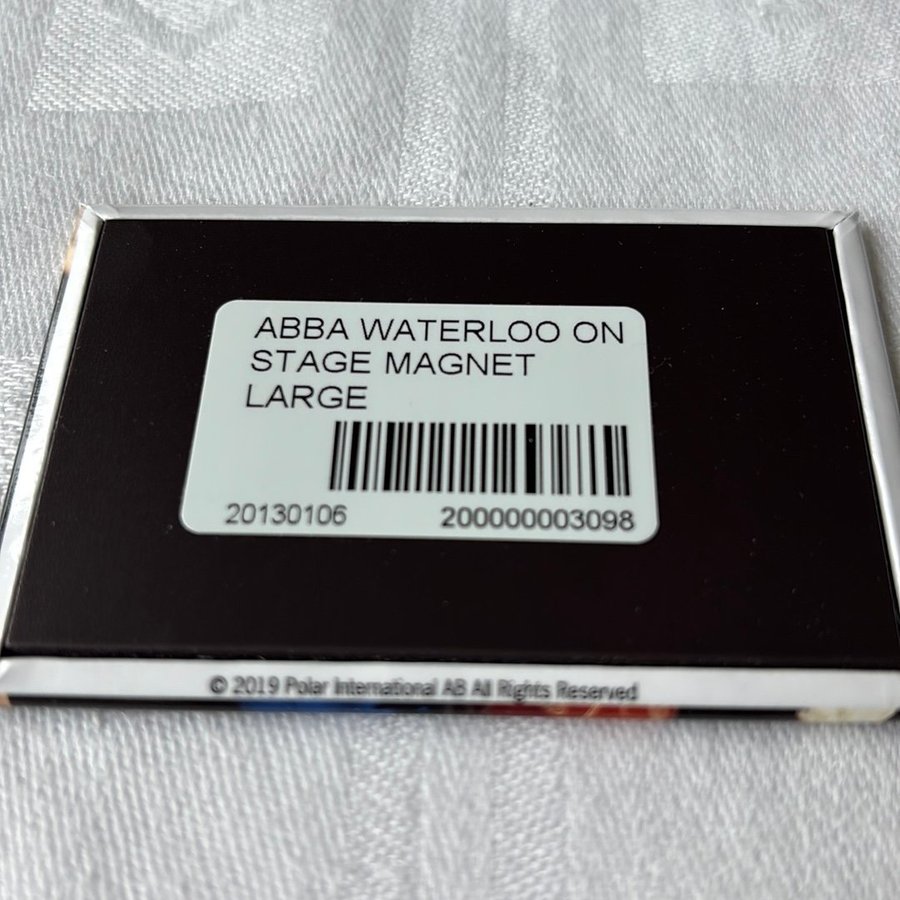 ABBA WATERLOO ON
STAGE MAGNET
LARGE
20130106 200000003098
© 2019 Polar International AB All Rights Reserved